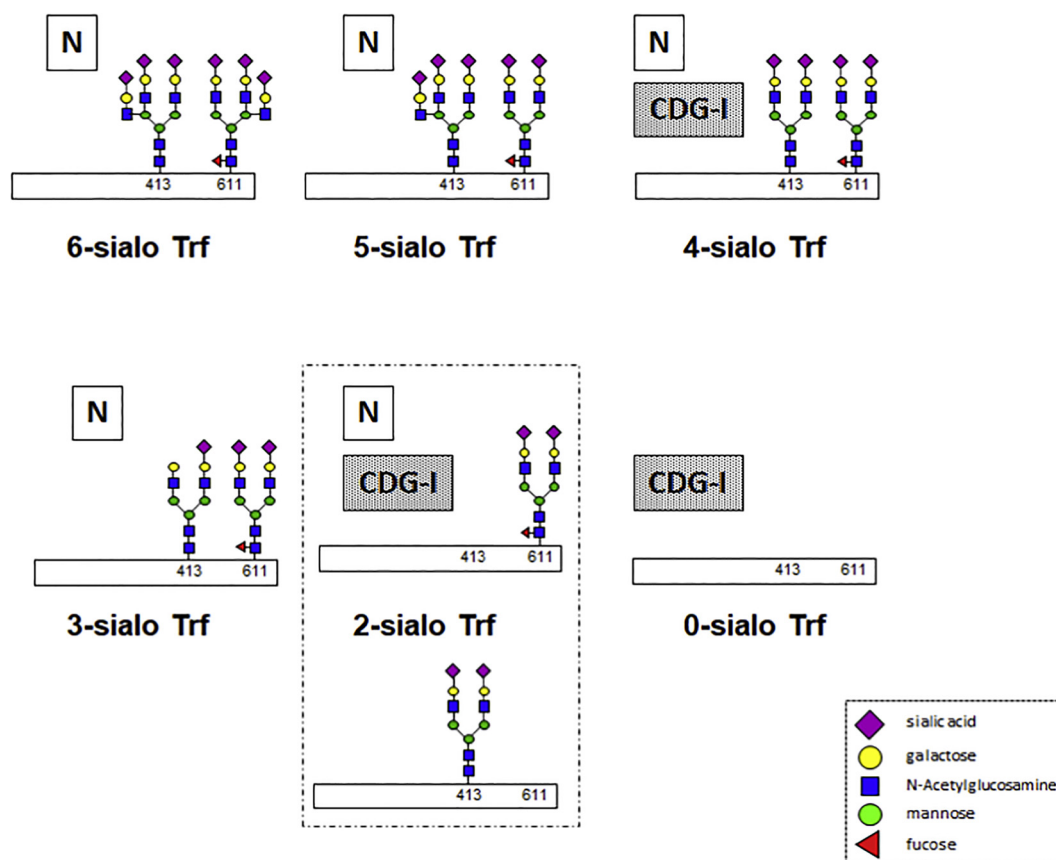 N
N
N
CDG-I
413 611
413 611
413 611
6-sialo Trf
5-sialo Trf
4-sialo Trf
N
N
CDG-I
CDG-I
413 611
413 611
413 611
3-sialo Trf
2-sialo Trf
0-sialo Trf
413 611
sialic acid
galactose
N-Acetylglucosamine
mannose
fucose